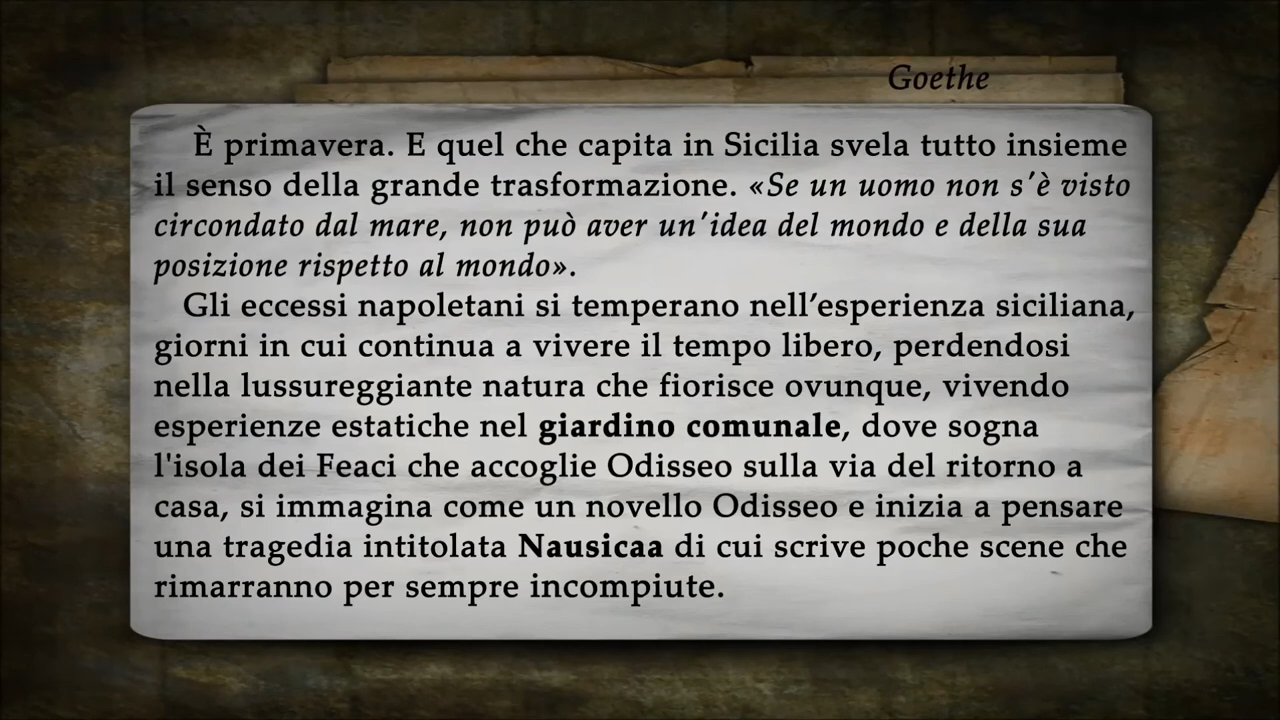 Goethe
È primavera. E quel che capita in Sicilia svela tutto insieme
il senso della grande trasformazione. «Se un uomo non s'è visto
circondato dal mare, non può aver un'idea del mondo e della sua
posizione rispetto al mondo».
Gli eccessi napoletani si temperano nell’esperienza siciliana,
giorni in cui continua a vivere il tempo libero, perdendosi
nella lussureggiante natura che fiorisce ovunque, vivendo
esperienze estatiche nel giardino comunale, dove sogna
l'isola dei Feaci che accoglie Odisseo sulla via del ritorno a
casa, si immagina come un novello Odisseo e inizia a pensare
una tragedia intitolata Nausicaa di cui scrive poche scene che
rimarranno per sempre incompiute.